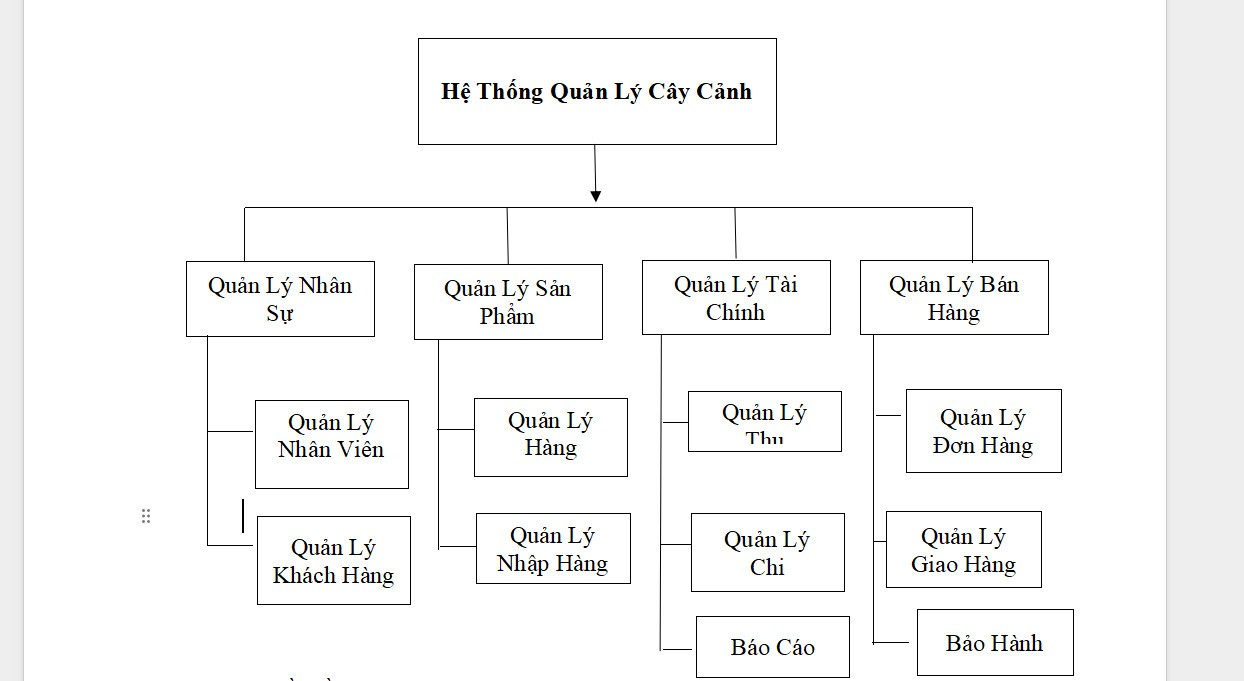 Hệ Thống Quản Lý Cây Cảnh
Quản Lý Nhân
Sự
Quản Lý Sản
Phẩm
Quản Lý Tài
Chính
Quản Lý Bán
Hàng
Quản Lý
Nhân Viên
Quản Lý
Hàng
Quản Lý
Thu
Quản Lý
Đơn Hàng
Quản Lý
Khách Hàng
Quản Lý
Nhập Hàng
Quản Lý
Chi
Quản Lý
Giao Hàng
Báo Cáo
Bảo Hành